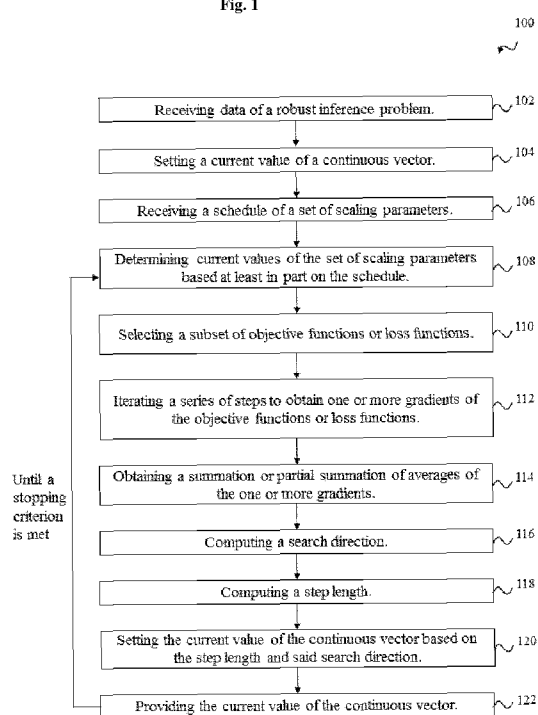 Fig. 1
100
Receiving data of a robust inference problem.
102
Setting a current value of a continuous vector.
104
Receiving a schedule of a set of scaling parameters.
106
Determining current values of the set of scaling parameters
based at least in part on the schedule.
108
Selecting a subset of objective functions or loss functions.
110
Iterating a series of steps to obtain one or more gradients of
the objective functions or loss functions.
112
Obtaining a summation or partial summation of averages of
the one or more gradients.
114
Until a
stopping
criterion
is met
Computing a search direction.
116
Computing a step length.
118
Setting the current value of the continuous vector based on
the step length and said search direction.
120
Providing the current value of the continuous vector.
122